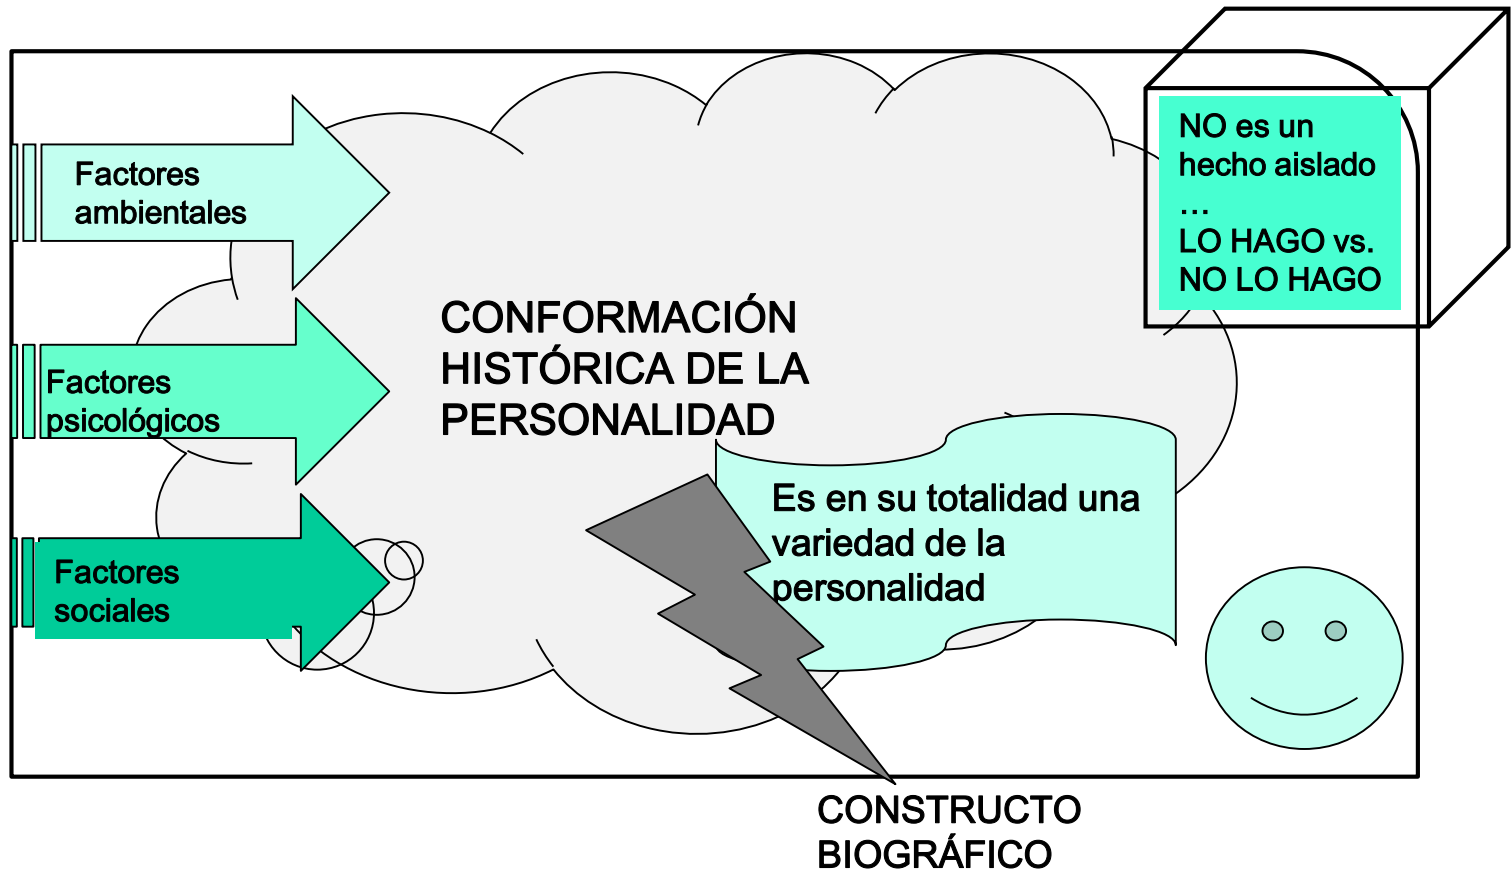 NO es un
hecho aislado
…
LO HAGO vs.
NO LO HAGO
Factores
ambientales
CONFORMACIÓN
HISTÓRICA DE LA
PERSONALIDAD
Factores
psicológicos
Es en su totalidad una
variedad de la
personalidad
Factores
sociales
CONSTRUCTO
BIOGRÁFICO